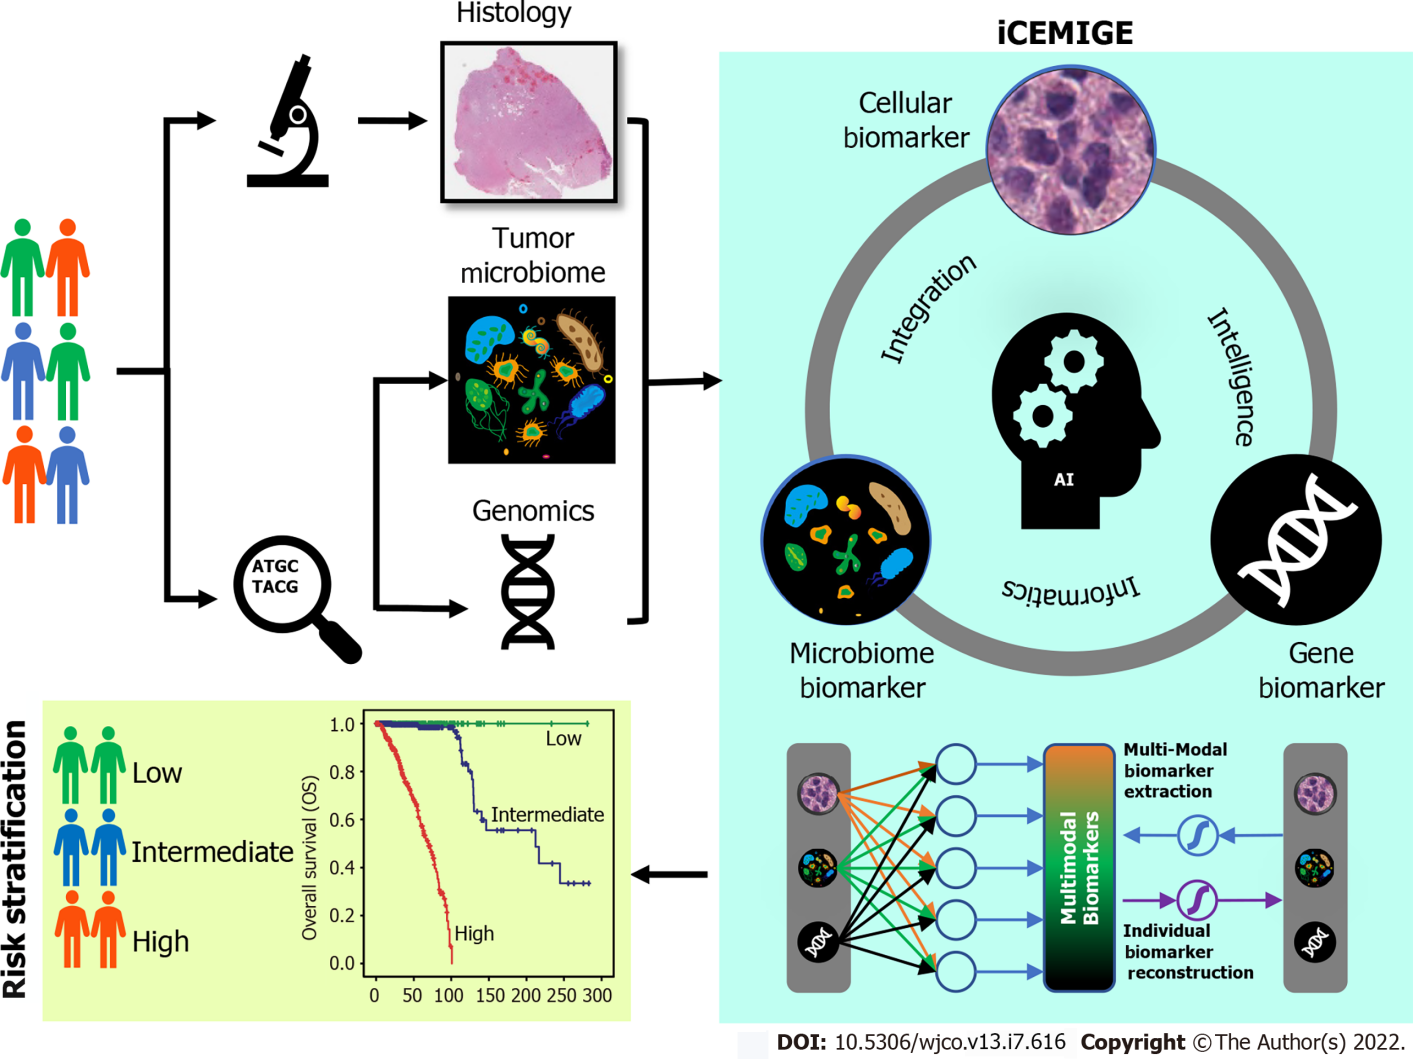 Histology
Tumor
microbiome
ATGC
TACG
Genomics
iCEMIGE
Cellular
biomarker
Integration
Intelligence
AI
Informatics
Microbiome
biomarker
Gene
biomarker
Multimodal
Biomarkers
Multi-Modal
biomarker
extraction
Individual
biomarker
reconstruction
Risk stratification
Low
Intermediate
High
Overall survival (OS)
1.0
0.8
0.6
0.4
0.2
0.0
Low
Intermediate
High
0 50 100 150 200 250 300
DOI: 10.5306/wjco.v13.i7.616 Copyright © The Author(s) 2022.